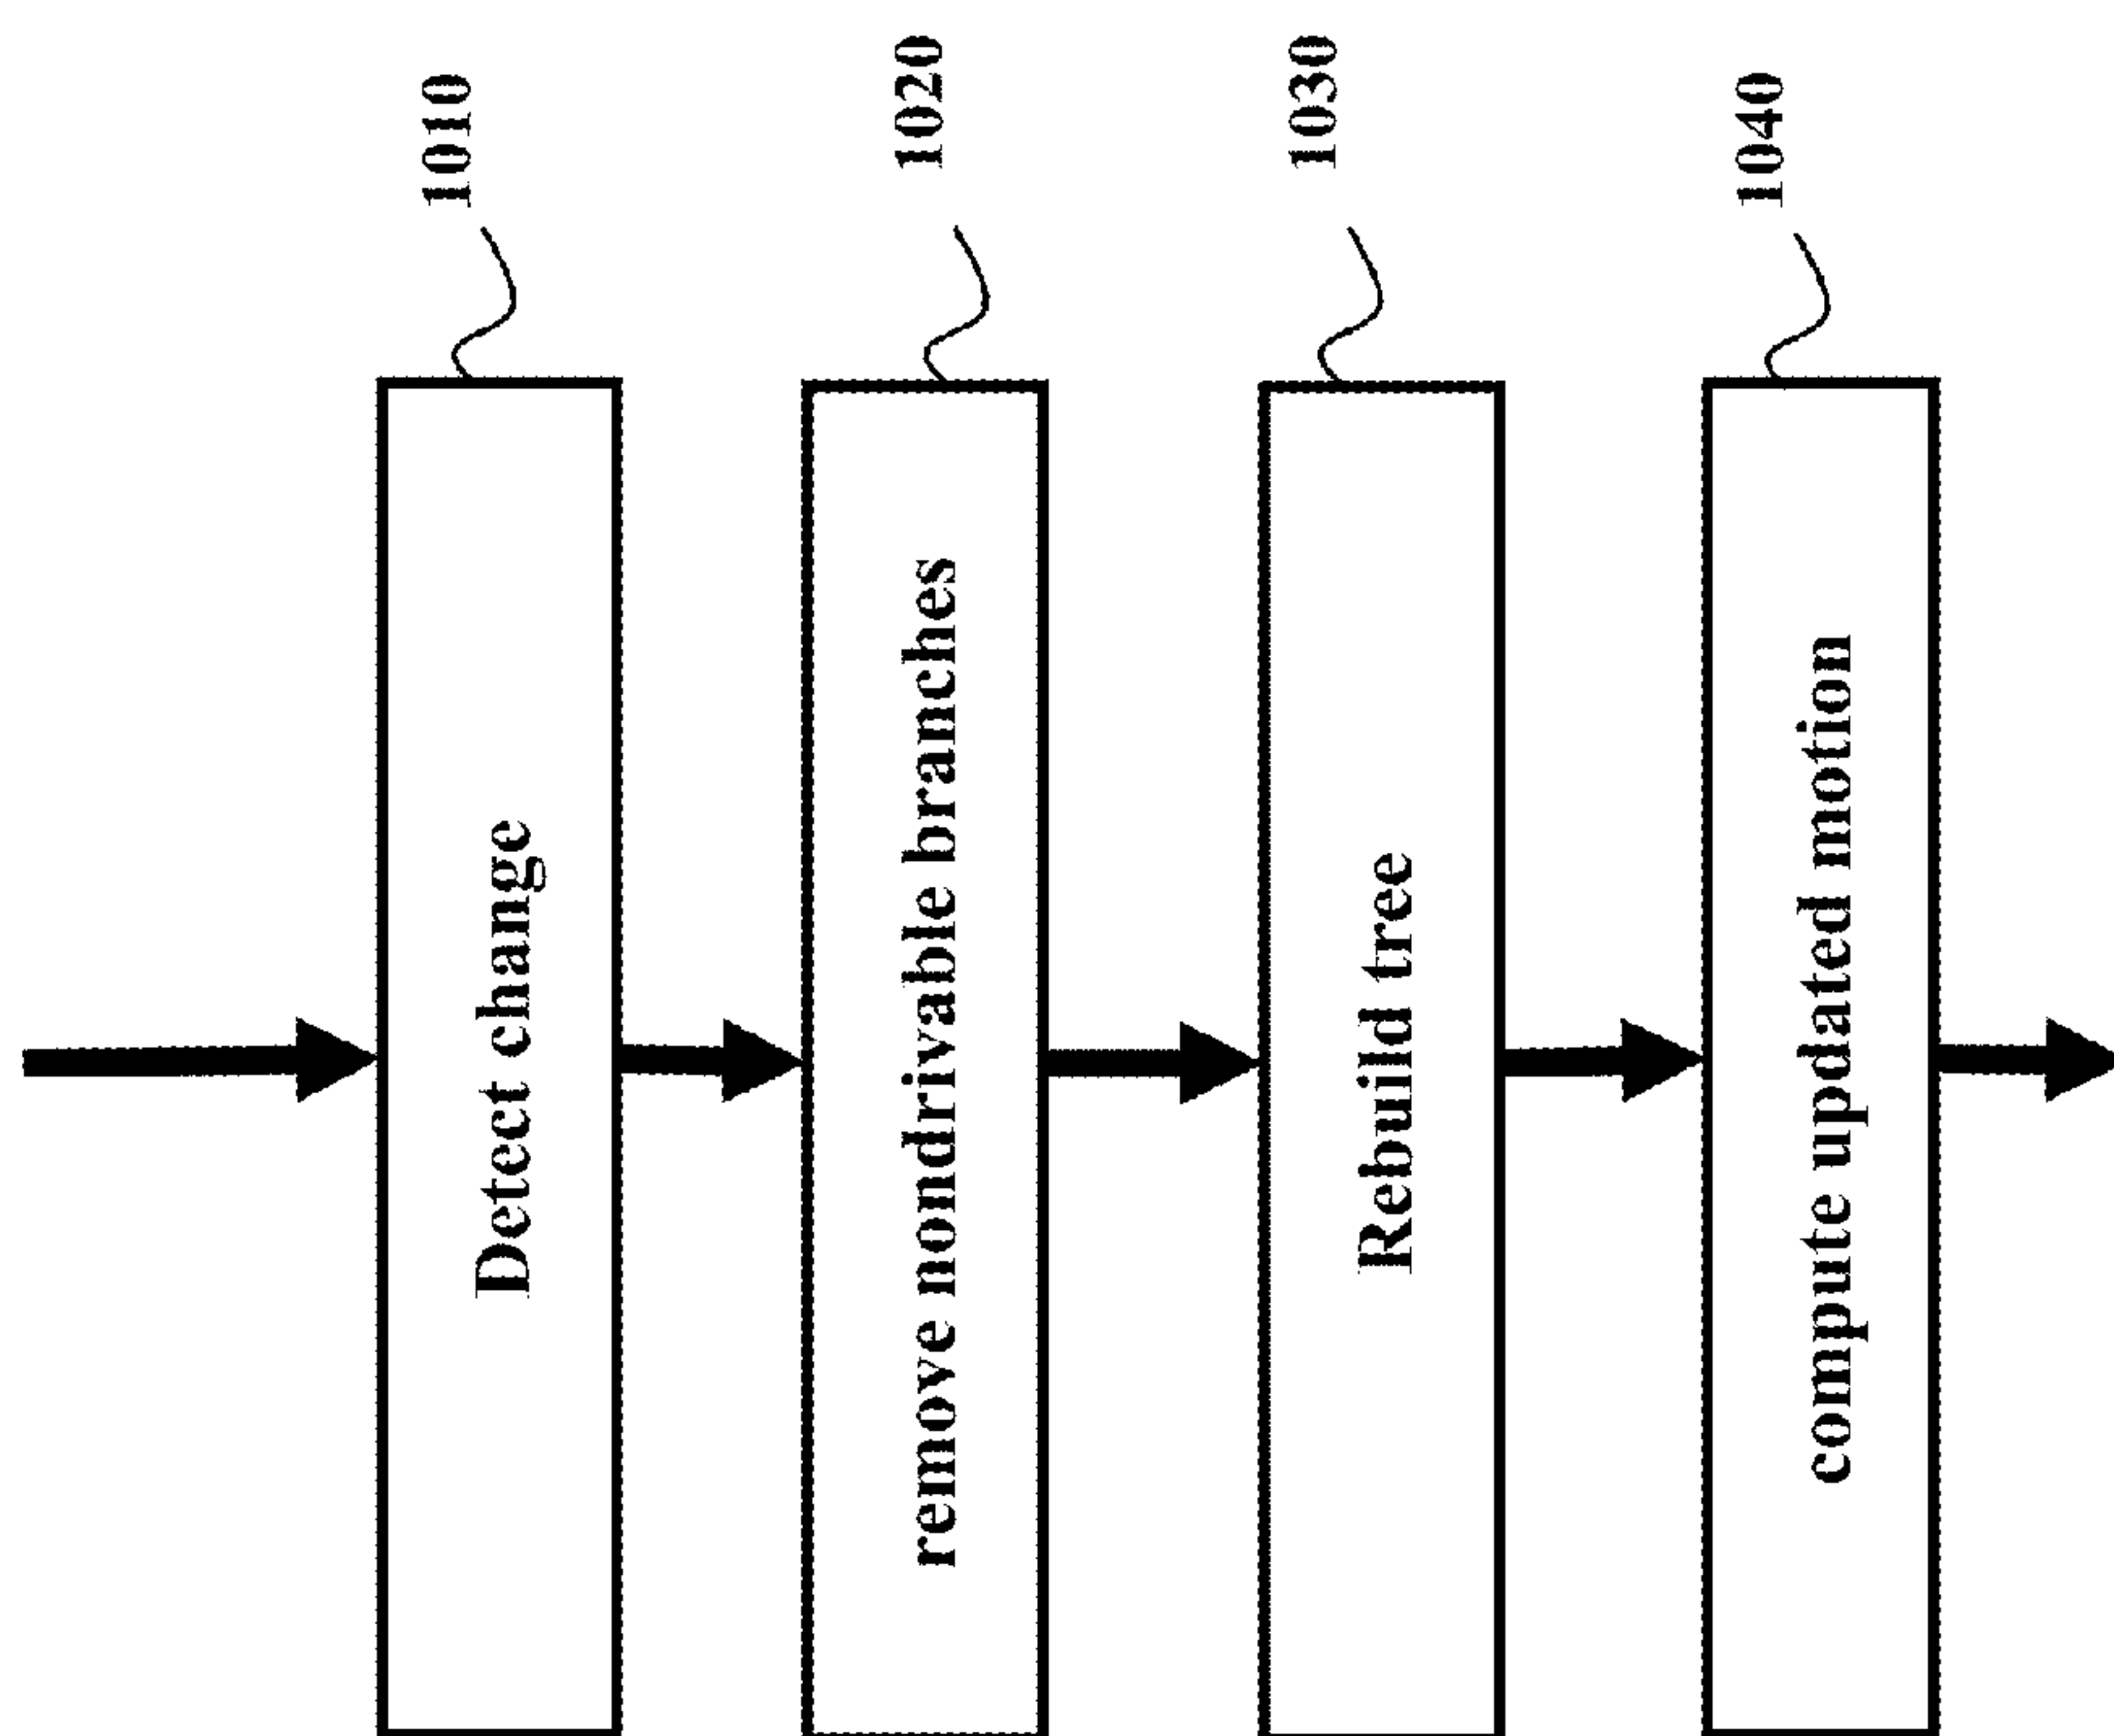 1010
Detect change
1020
remove nondrivable branches
1030
Rebuild tree
1040
compute updated motion